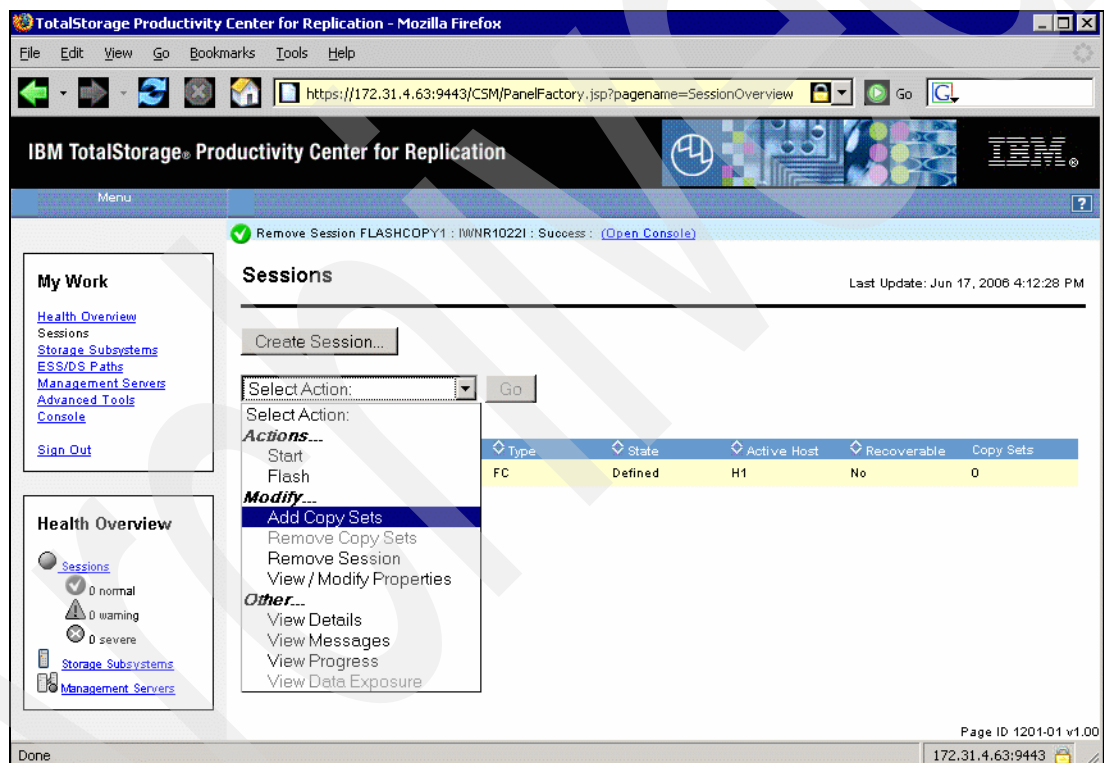 TotalStorage Productivity Center for Replication - Mozilla Firefox
File Edit View Go Bookmarks Tools Help
https://172.31.4.63:9443/CSM/PanelFactory.jsp?pagename=SessionOverview Go G
IBM TotalStorage® Productivity Center for Replication
IBM®
Menu
?
Remove Session FLASHCOPY1 : IWNR1022I : Success : (Open Console)
My Work
Health Overview
Sessions
Storage Subsystems
ESS/DS Paths
Management Servers
Advanced Tools
Console
Sign Out
Health Overview
Sessions
0 normal
0 warning
0 severe
Storage Subsystems
Management Servers
Sessions
Last Update: Jun 17, 2006 4:12:28 PM
Create Session...
Select Action: Go
Select Action:
Actions...
Start
Flash
Modify...
Add Copy Sets
Remove Copy Sets
Remove Session
View / Modify Properties
Other...
View Details
View Messages
View Progress
View Data Exposure
Type State Active Host Recoverable Copy Sets
FC Defined H1 No 0
Page ID 1201-01 v1.00
Done 172.31.4.63:9443